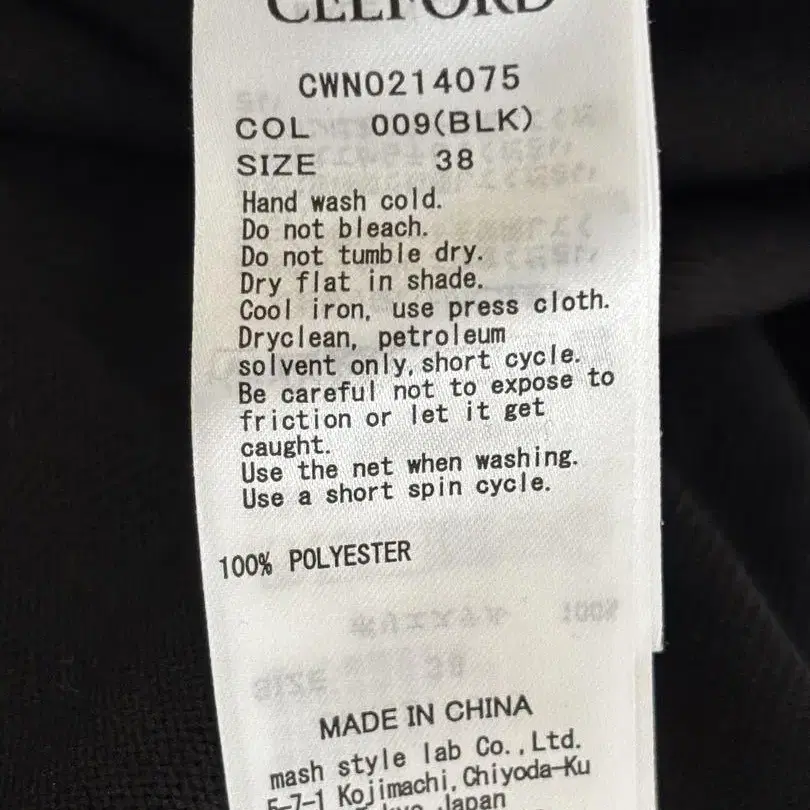 CELFORD
CWNO214075
COL 009(BLK)
SIZE 38
Hand wash cold.
Do not bleach.
Do not tumble dry.
Dry flat in shade.
Cool iron, use press cloth.
Dryclean, petroleum
solvent only,short cycle.
Be careful not to expose to
friction or let it get
caught.
Use the net when washing.
Use a short spin cycle.
100% POLYESTER
MADE IN CHINA
mash style lab Co.,Ltd.
5-7-1 Kojimachi,Chiyoda-Ku
Tokyo Japan